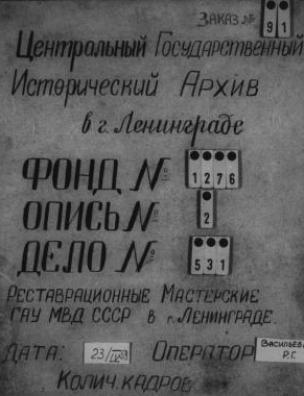 Заказ № 91
Центральный Государственный
Исторический Архив
в г. Ленинграде
ФОНД № 1276
ОПИСЬ № 2
ДЕЛО № 531
Реставрационные Мастерские
ГАУ МВД СССР в г. Ленинграде.
Дата: 23/IV Оператор Васильев
Р.Г.
Колич. кадров